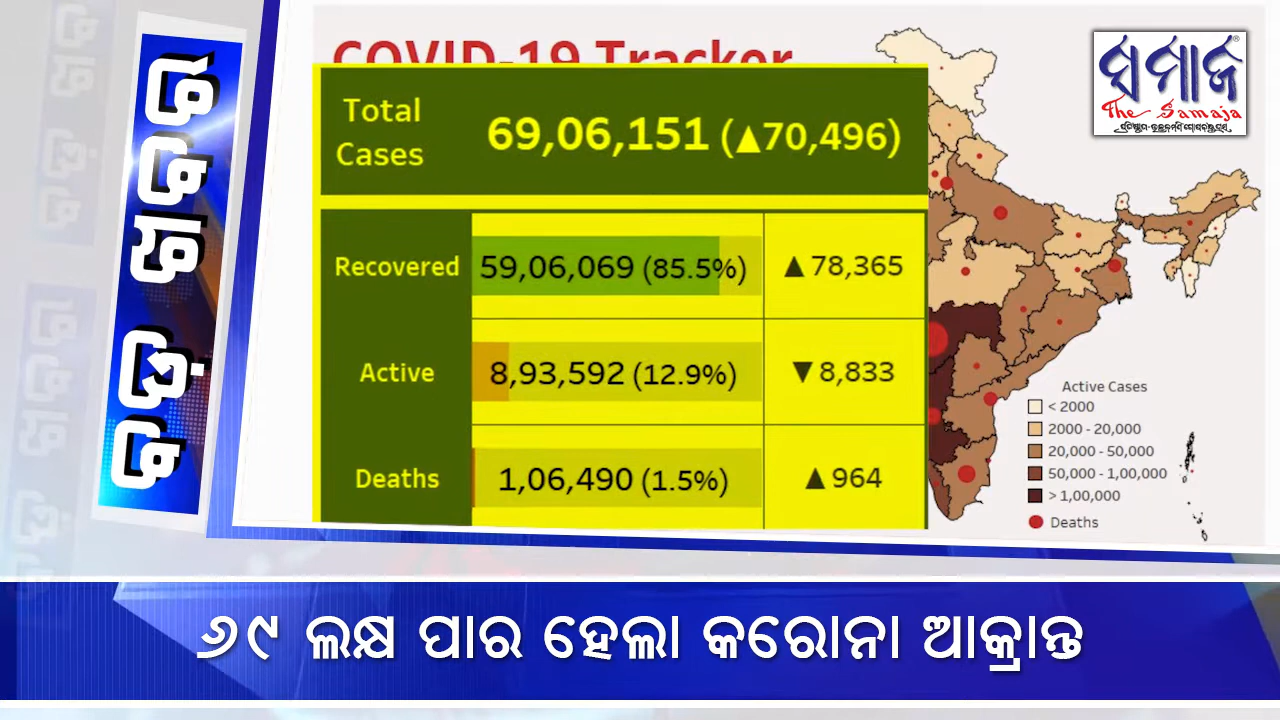 ବଡ଼ ଖବର
COVID-19 Tracker
ସମାଜ
The Samaja
Total
Cases
69,06,151 (▲70,496)
Recovered 59,06,069 (85.5%) ▲ 78,365
Active 8,93,592 (12.9%) ▼ 8,833
Deaths 1,06,490 (1.5%) ▲ 964
Active Cases
< 2000
2000 - 20,000
20,000 - 50,000
50,000 - 1,00,000
> 1,00,000
Deaths
୬୯ ଲକ୍ଷ ପାର ହେଲା କରୋନା ଆକ୍ରାନ୍ତ